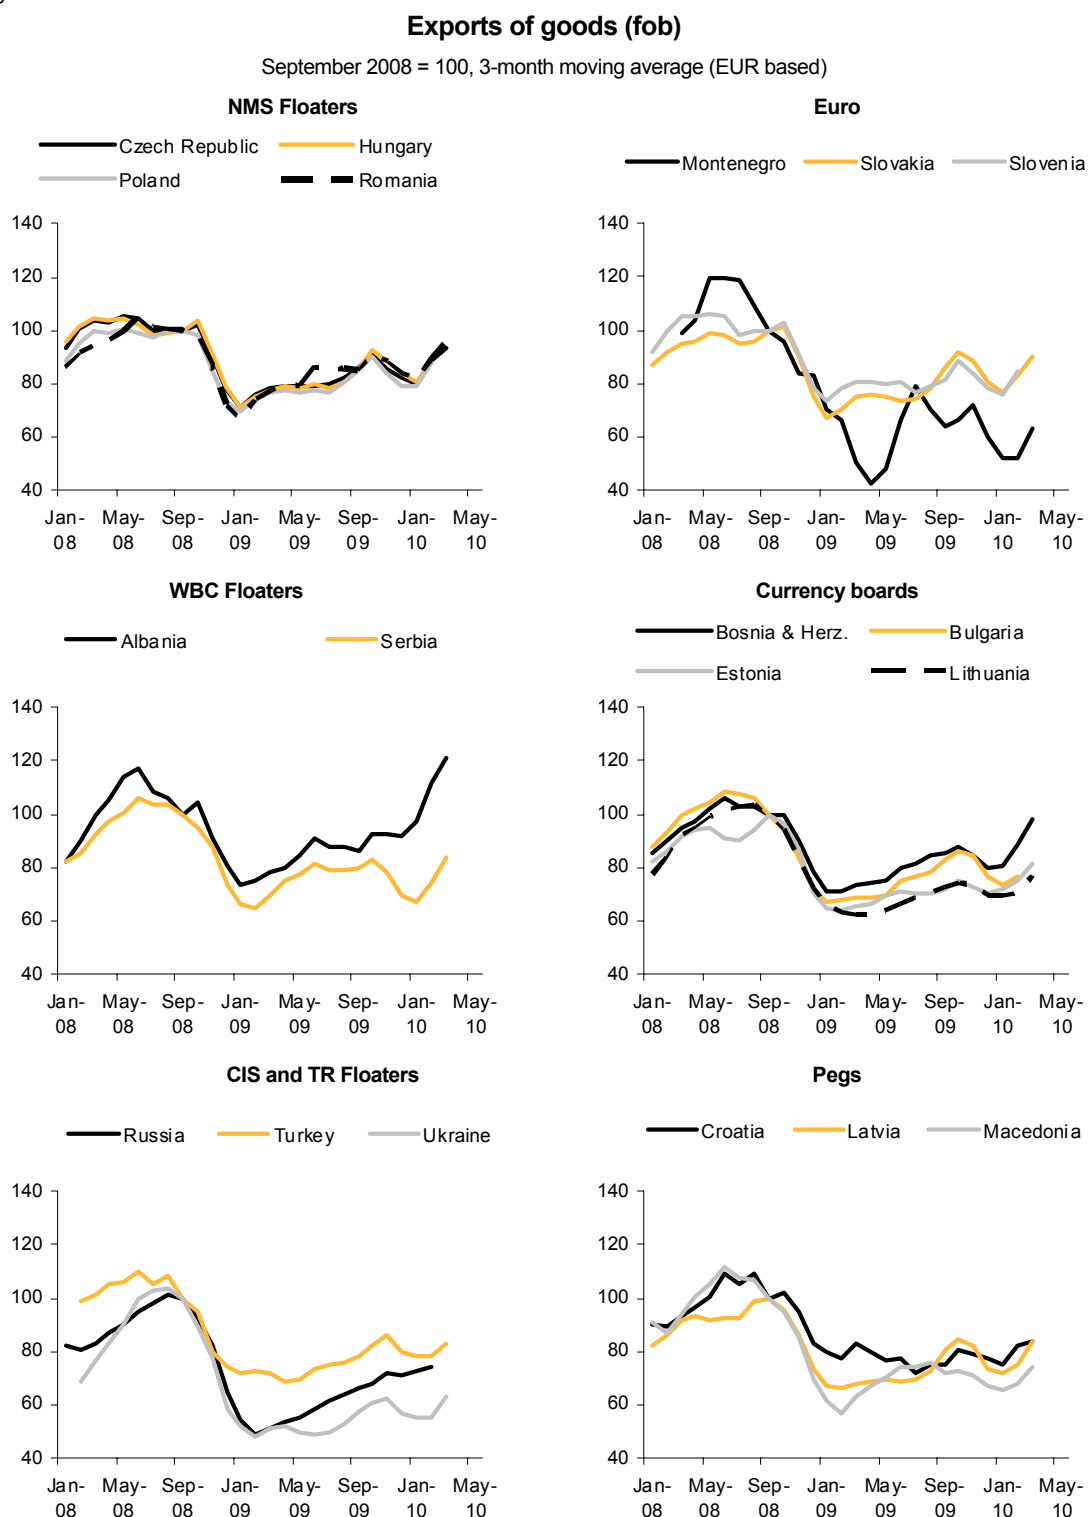 Exports of goods (fob)
September 2008 = 100, 3-month moving average (EUR based)
NMS Floaters
Czech Republic Hungary
Poland Romania
140
120
100
80
60
40
Jan- May- Sep- Jan- May- Sep- Jan- May-
08 08 08 09 09 09 10 10
Euro
Montenegro Slovakia Slovenia
140
120
100
80
60
40
Jan- May- Sep- Jan- May- Sep- Jan- May-
08 08 08 09 09 09 10 10
WBC Floaters
Albania Serbia
140
120
100
80
60
40
Jan- May- Sep- Jan- May- Sep- Jan- May-
08 08 08 09 09 09 10 10
Currency boards
Bosnia & Herz. Bulgaria
Estonia Lithuania
140
120
100
80
60
40
Jan- May- Sep- Jan- May- Sep- Jan- May-
08 08 08 09 09 09 10 10
CIS and TR Floaters
Russia Turkey Ukraine
140
120
100
80
60
40
Jan- May- Sep- Jan- May- Sep- Jan- May-
08 08 08 09 09 09 10 10
Pegs
Croatia Latvia Macedonia
140
120
100
80
60
40
Jan- May- Sep- Jan- May- Sep- Jan- May-
08 08 08 09 09 09 10 10